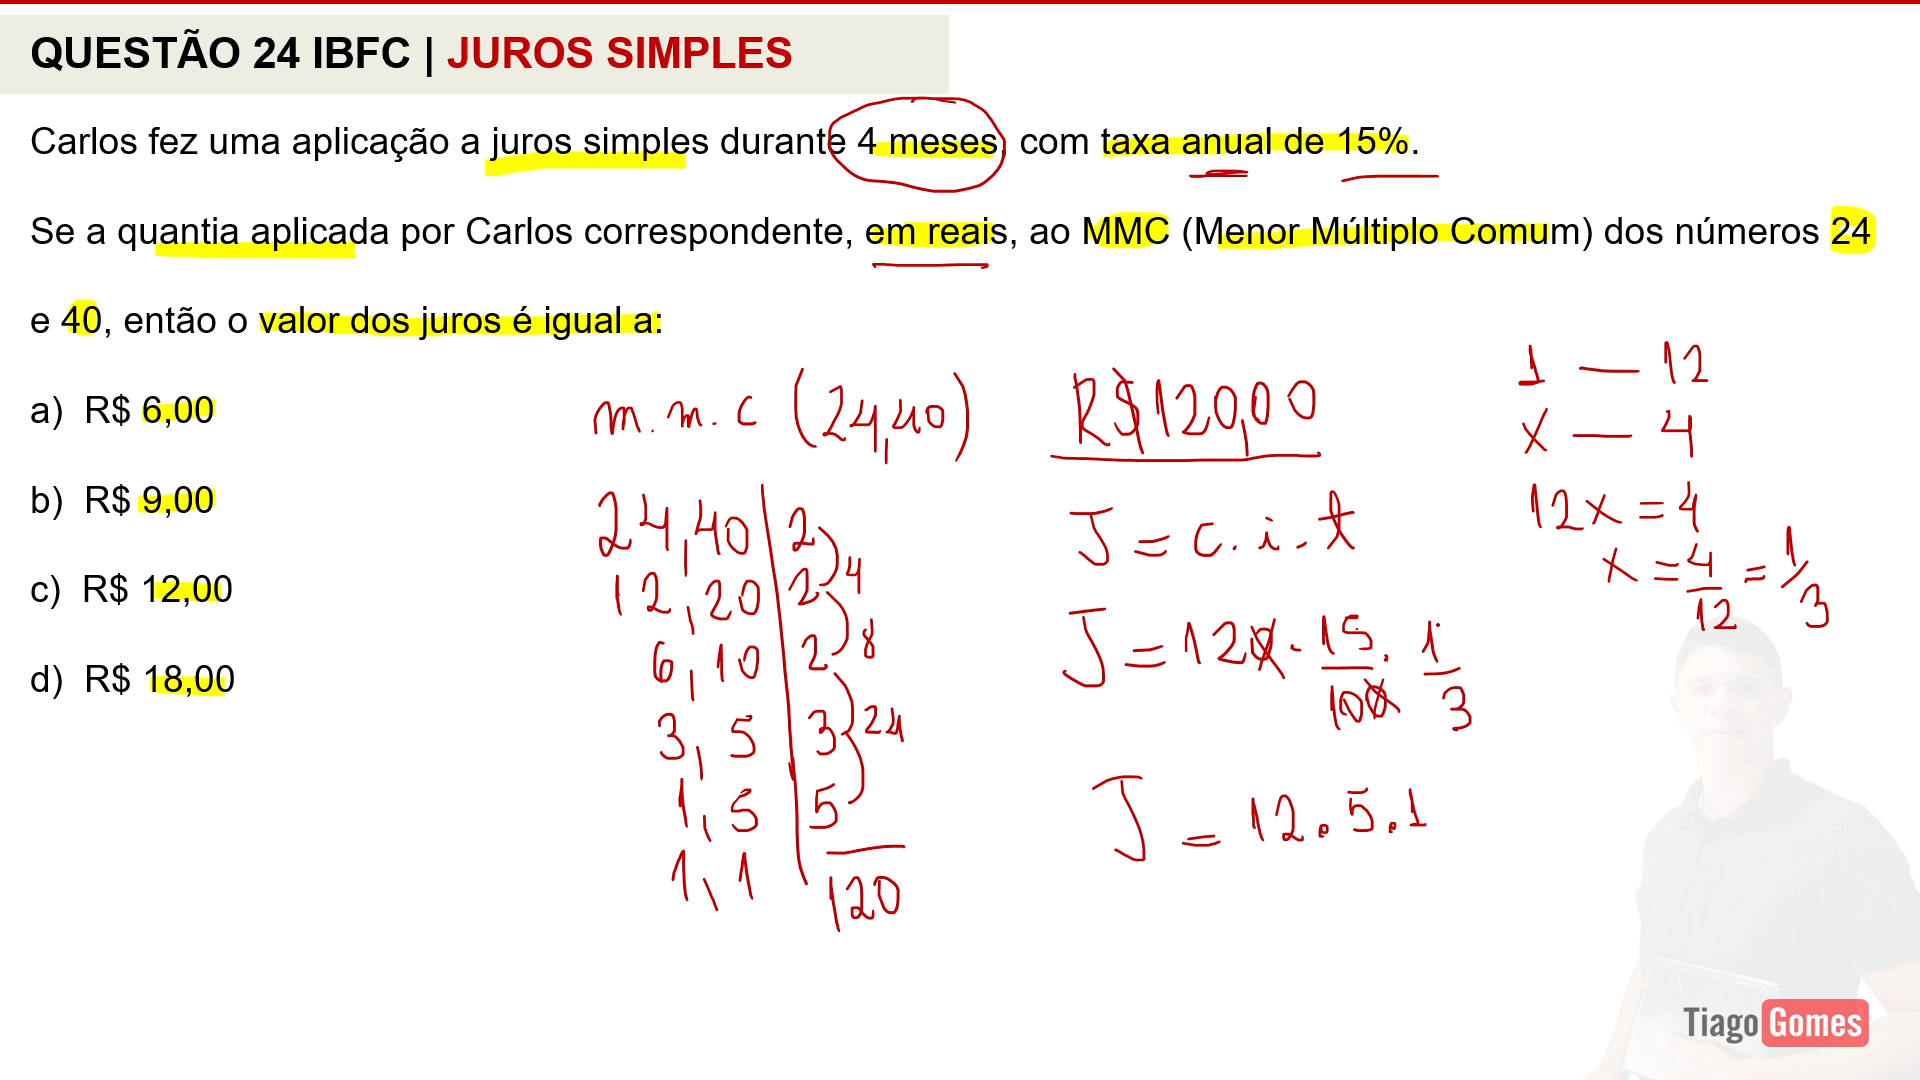 QUESTÃO 24 IBFC | JUROS SIMPLES
Carlos fez uma aplicação a juros simples durante 4 meses, com taxa anual de 15%.
Se a quantia aplicada por Carlos correspondente, em reais, ao MMC (Menor Múltiplo Comum) dos números 24
e 40, então o valor dos juros é igual a:
a) R$ 6,00
b) R$ 9,00
c) R$ 12,00
d) R$ 18,00
m.m.c (24,40)
24,40 | 2
12,20 | 2
4
6,10 | 2
8
3,5 | 3
24
1,5 | 5
1,1
120
R$120,00
J = c.i.t
J = 120 . 15/100 . 1/3
J = 12.5.1
1 — 12
x — 4
12x = 4
x = 4/12 = 1/3
Tiago Gomes